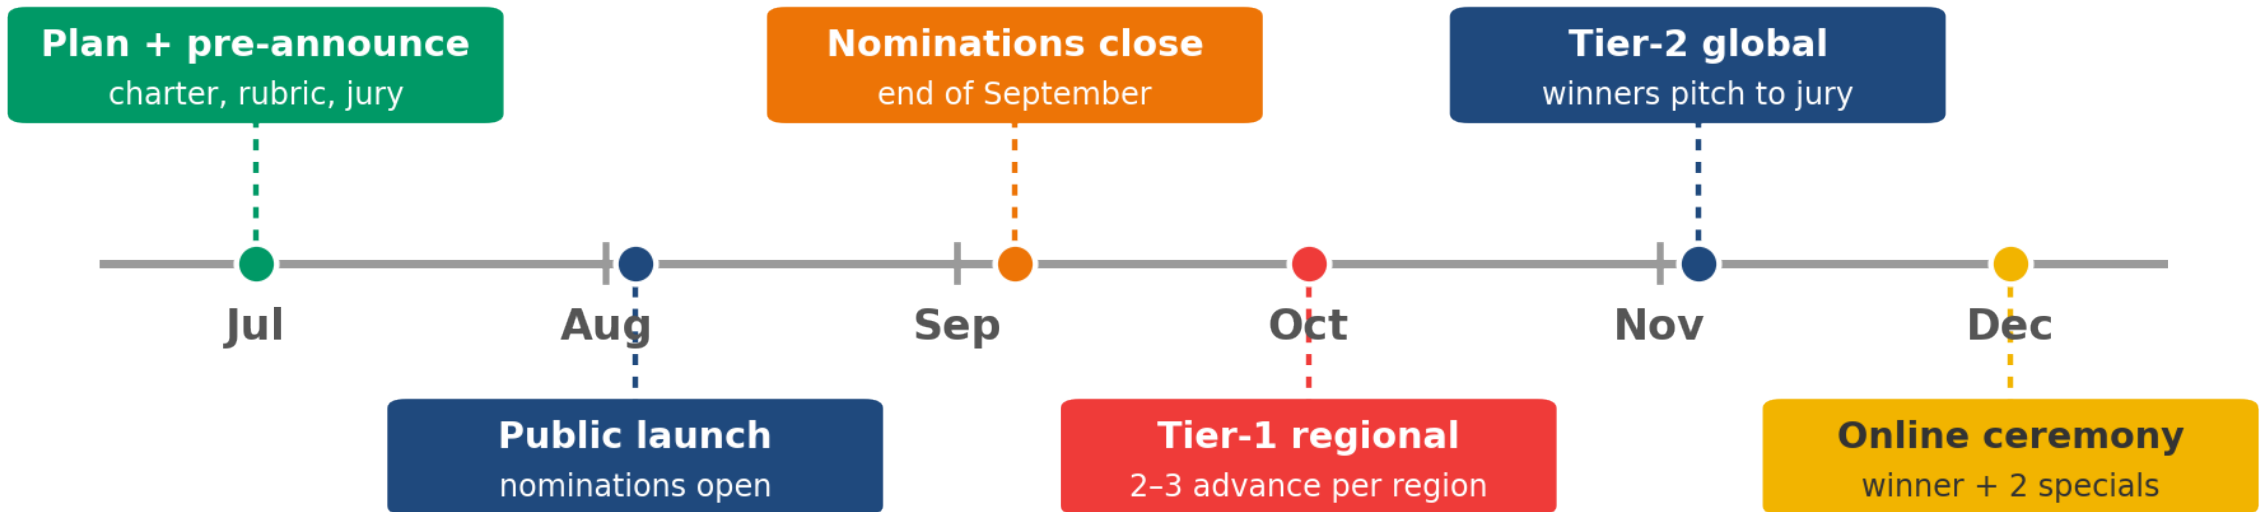 Plan + pre-announce
charter, rubric, jury
Nominations close
end of September
Tier-2 global
winners pitch to jury
Jul
Aug
Sep
Oct
Nov
Dec
Public launch
nominations open
Tier-1 regional
2–3 advance per region
Online ceremony
winner + 2 specials